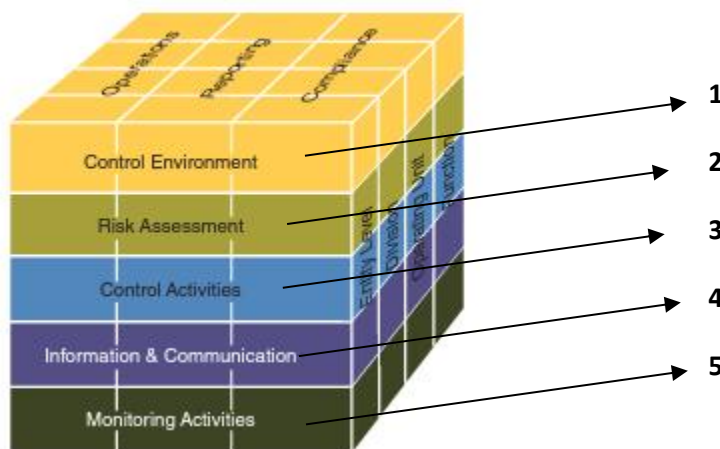 Operations
Reporting
Compliance
Control Environment
Risk Assessment
Control Activities
Information & Communication
Monitoring Activities
Entity Level
Division
Operating Unit
Function
1
2
3
4
5